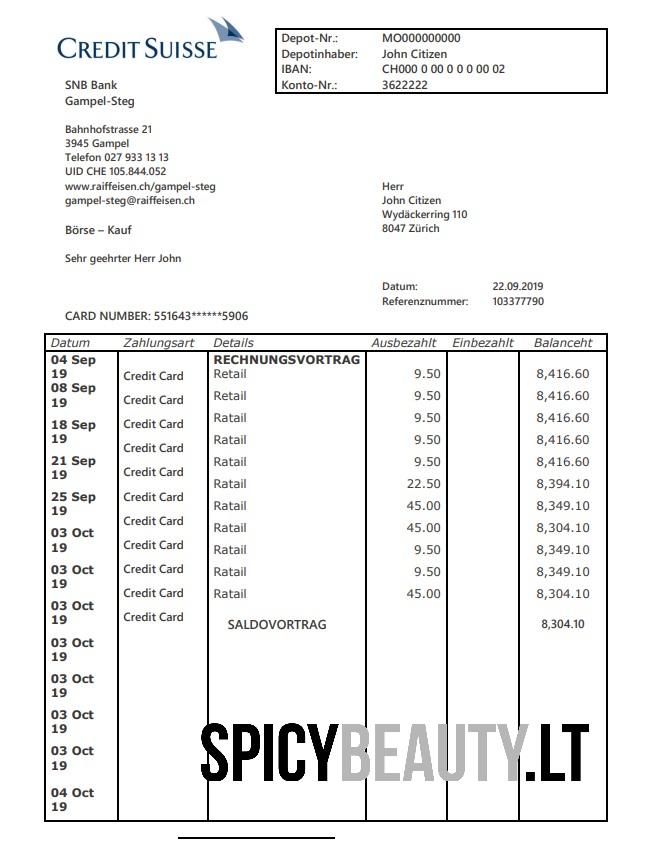 CREDIT SUISSE
Depot-Nr.: MO000000000
Depotinhaber: John Citizen
IBAN: CH000 0 00 0 0 0 00 02
Konto-Nr.: 3622222
SNB Bank
Gampel-Steg
Bahnhofstrasse 21
3945 Gampel
Telefon 027 933 13 13
UID CHE 105.844.052
www.raiffeisen.ch/gampel-steg
gampel-steg@raiffeisen.ch
Herr
John Citizen
Wydäckerring 110
8047 Zürich
Börse – Kauf
Sehr geehrter Herr John
Datum: 22.09.2019
Referenznummer: 103377790
CARD NUMBER: 551643******5906
Datum Zahlungsart Details Ausbezahlt Einbezahlt Balanceht
04 Sep RECHNUNGSVORTRAG
19 Credit Card Retail 9.50 8,416.60
08 Sep
19 Credit Card Retail 9.50 8,416.60
18 Sep Credit Card Ratail 9.50 8,416.60
19 Credit Card Ratail 9.50 8,416.60
21 Sep Credit Card Ratail 9.50 8,416.60
19 Credit Card Ratail 22.50 8,394.10
25 Sep Credit Card Ratail 45.00 8,349.10
19 Credit Card Ratail 45.00 8,304.10
03 Oct
19 Credit Card Ratail 9.50 8,349.10
03 Oct Credit Card Ratail 9.50 8,349.10
19 Credit Card Ratail 45.00 8,304.10
03 Oct
19 SALDOVORTRAG 8,304.10
03 Oct
19
03 Oct
19
03 Oct
19
03 Oct
19
04 Oct
19
SPICYBEAUTY.LT